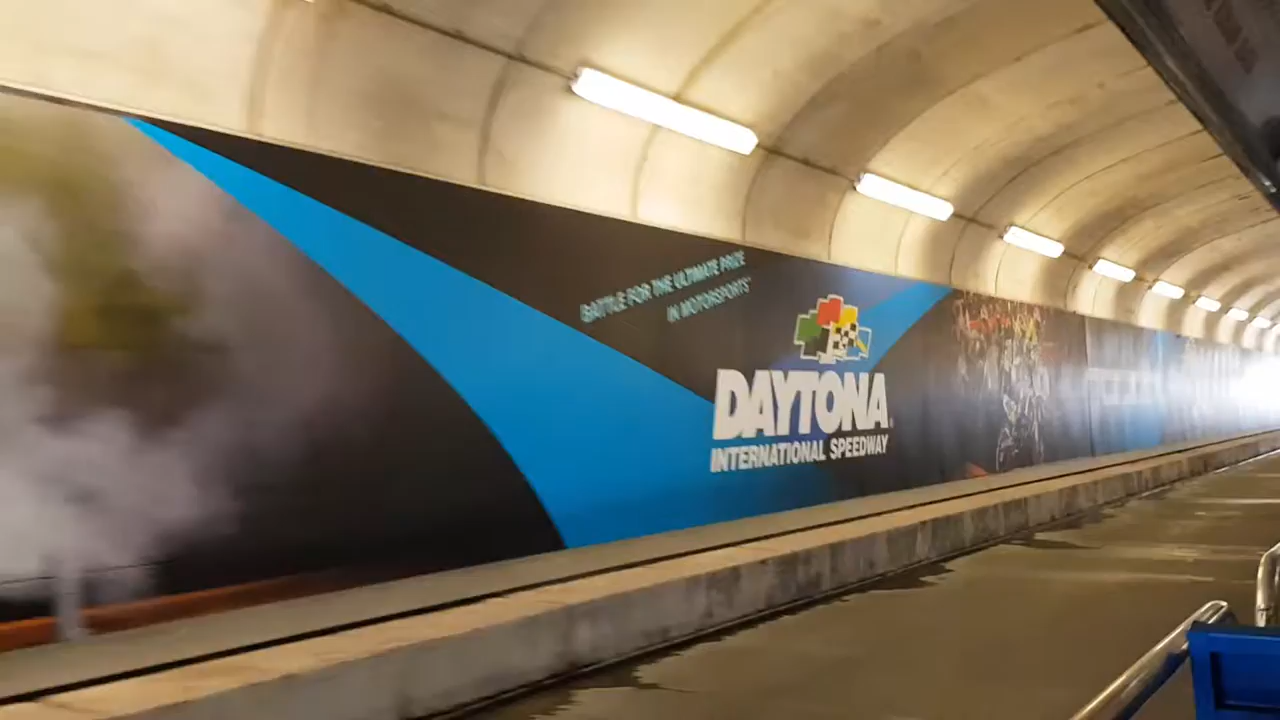 BATTLE FOR THE ULTIMATE PRIZE
IN MOTORSPORTS
DAYTONA
INTERNATIONAL SPEEDWAY